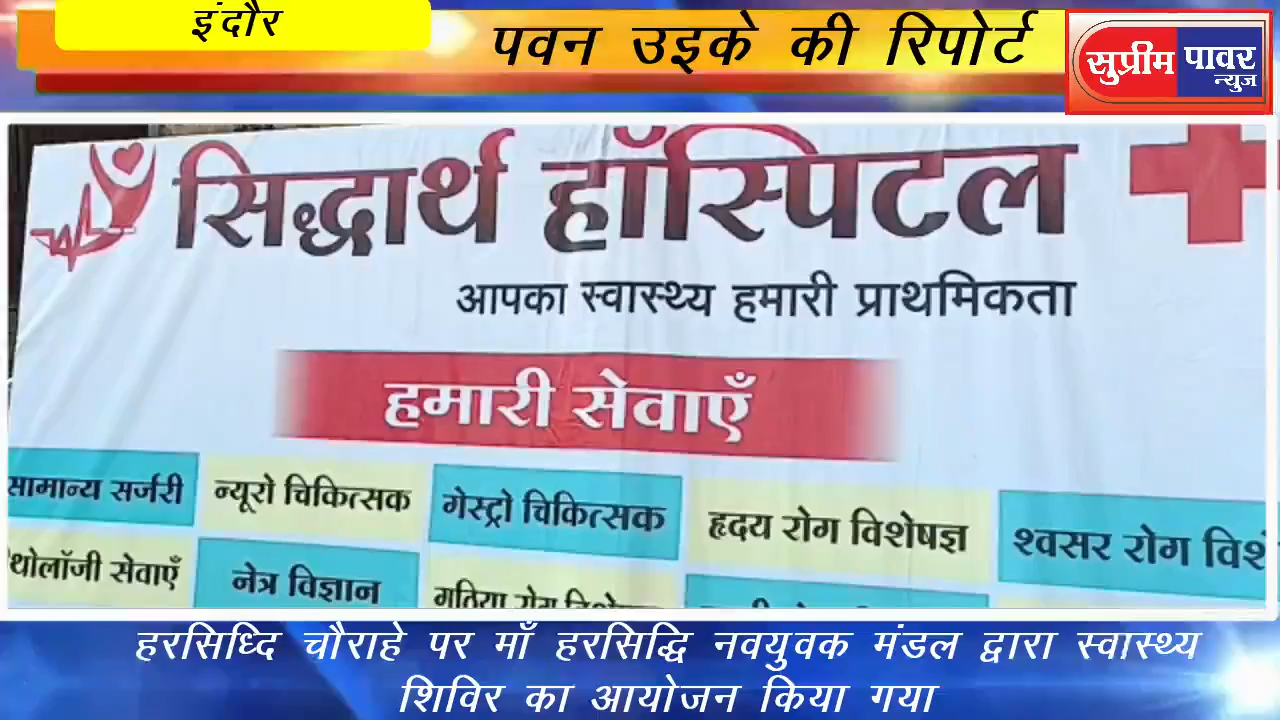 इंदौर
पवन उइके की रिपोर्ट
सुप्रीम पावर
न्युज
सिद्धार्थ हॉस्पिटल
आपका स्वास्थ्य हमारी प्राथमिकता
हमारी सेवाएँ
सामान्य सर्जरी न्यूरो चिकित्सक गेस्ट्रो चिकित्सक हृदय रोग विशेषज्ञ श्वसर रोग
सेवाएँ नेत्र विज्ञान गठिया रोग
हरसिध्दि चौराहे पर माँ हरसिद्धि नवयुवक मंडल द्वारा स्वास्थ्य
शिविर का आयोजन किया गया